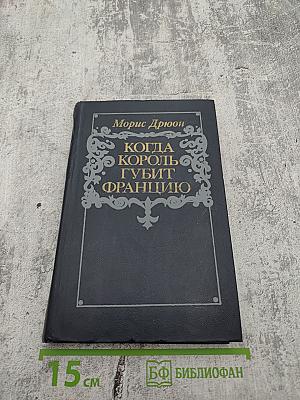 Морис Дрюон
КОГДА
КОРОЛЬ
ГУБИТ
ФРАНЦИЮ
15 см
БФ БИБЛИОФАН